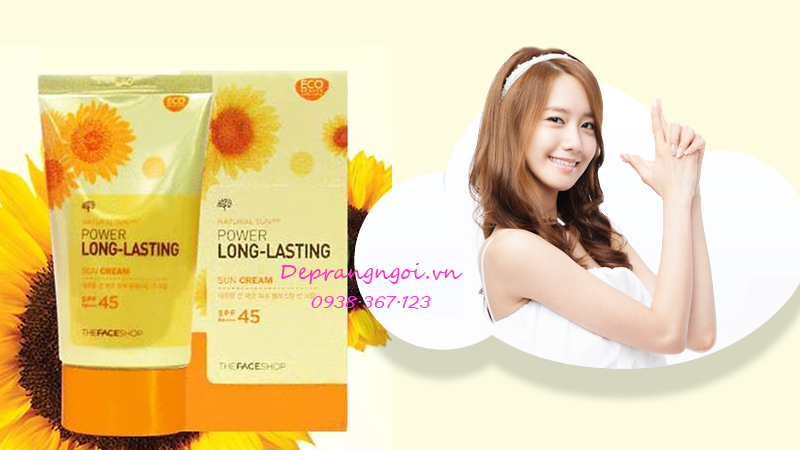 ECO
NATURAL SUN
POWER
LONG-LASTING
SUN CREAM
SPF
45
THEFACESHOP
ECO
NATURAL SUN
POWER
LONG-LASTING
SUN CREAM
SPF
45
THEFACESHOP
Deprangngoi.vn
0938·367·123